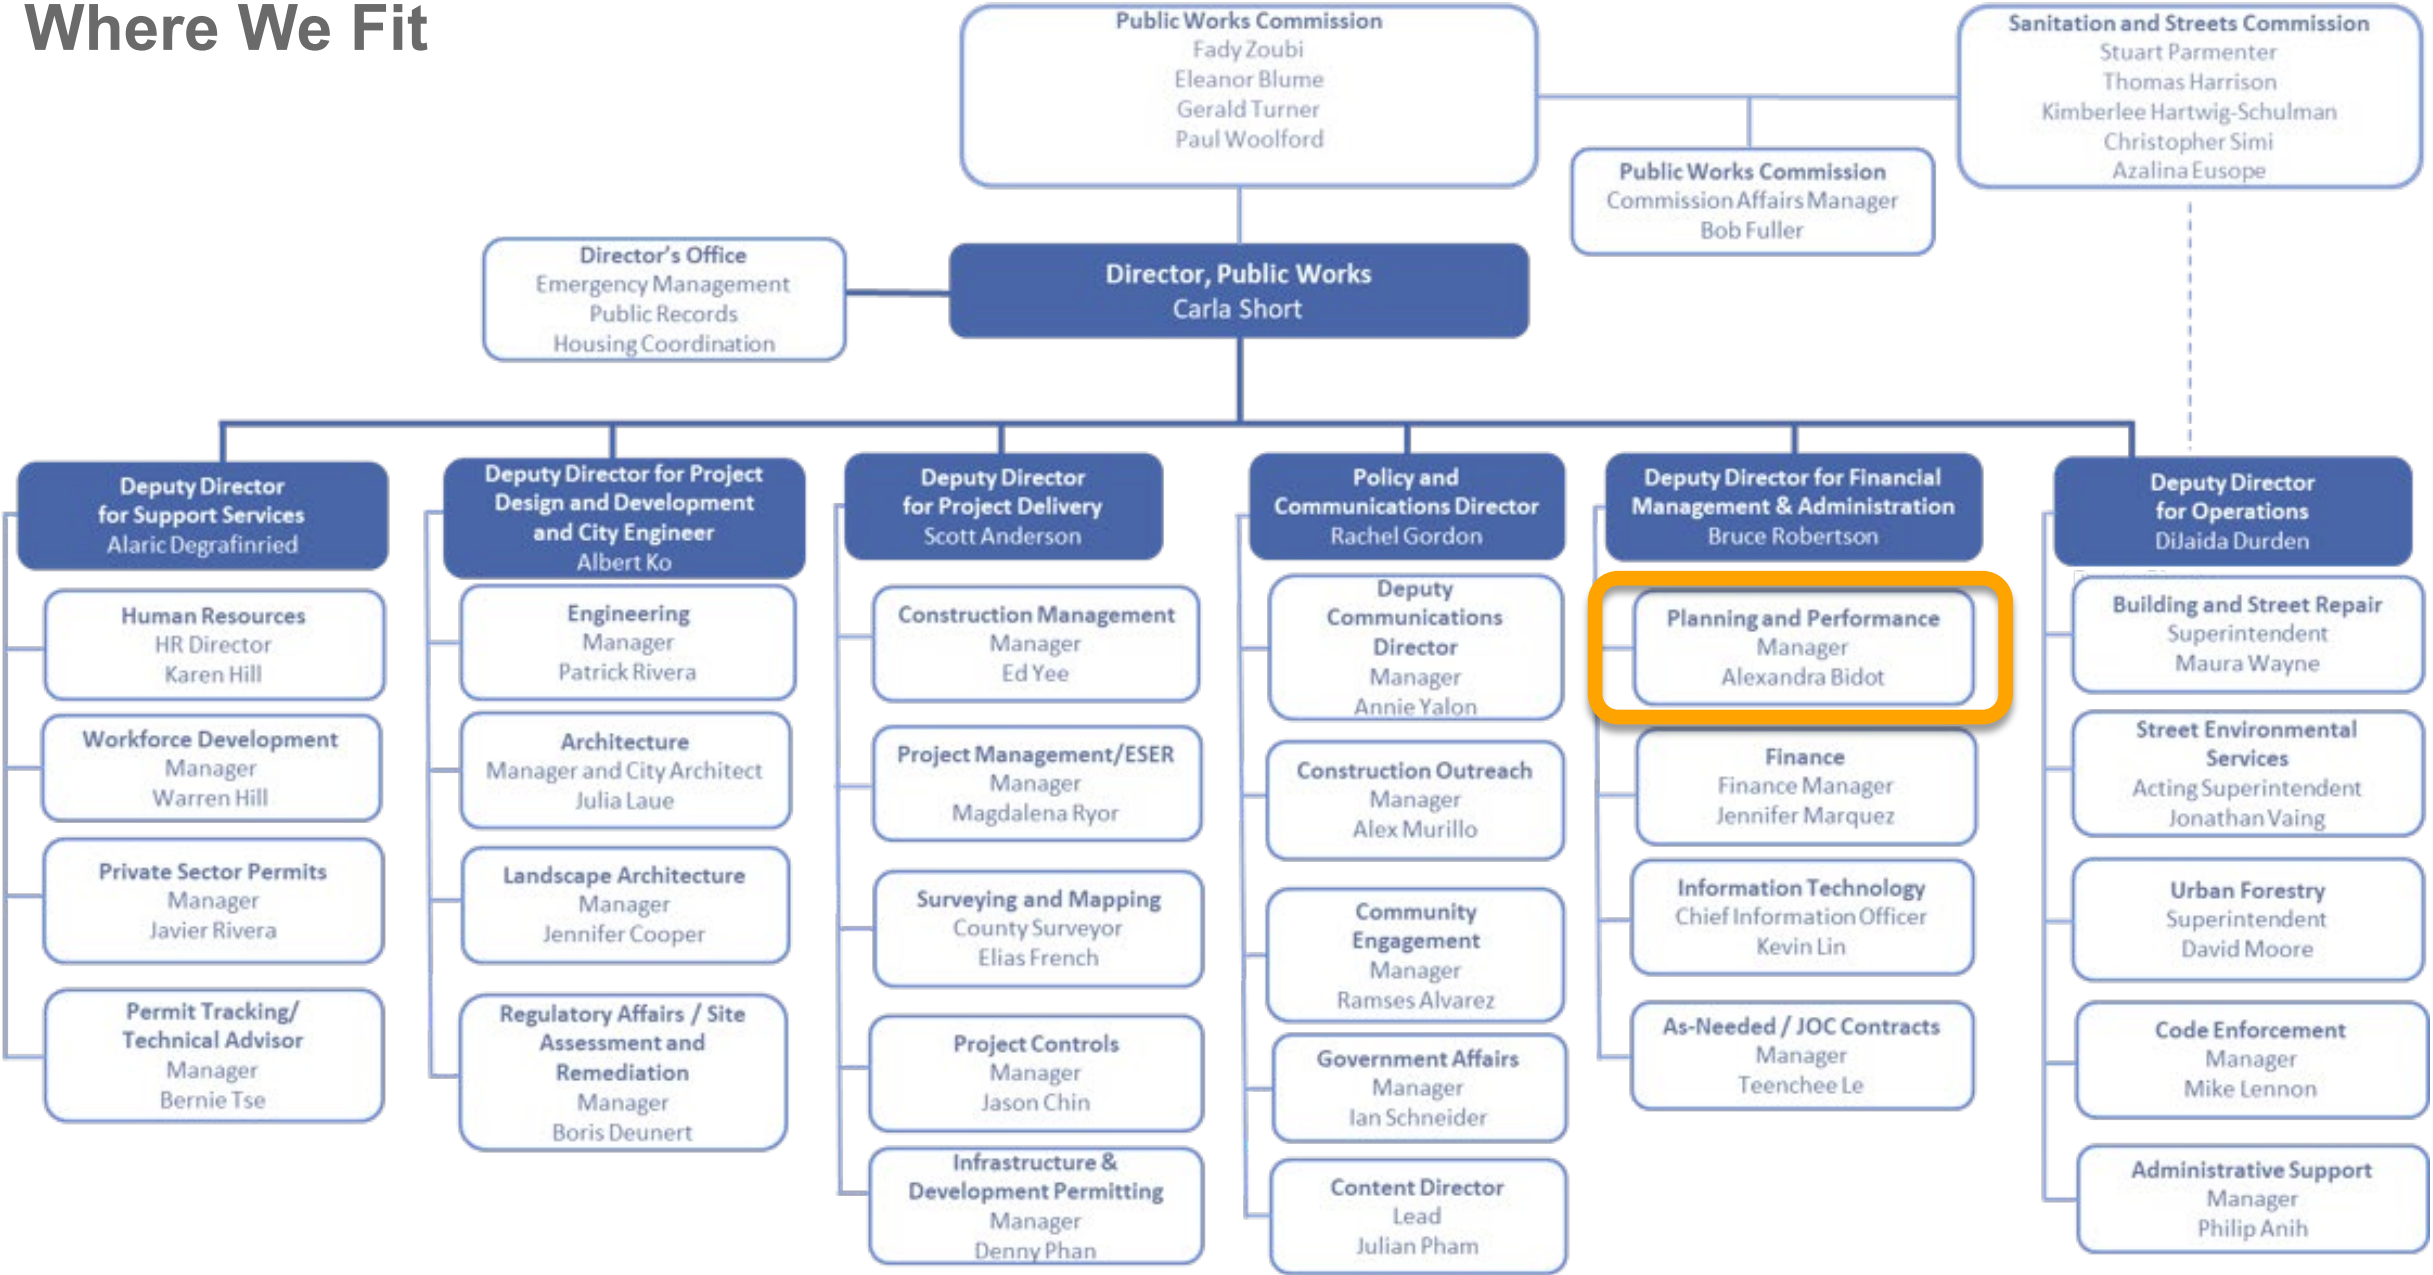 Where We Fit
Public Works Commission
Fady Zoubi
Eleanor Blume
Gerald Turner
Paul Woolford
Sanitation and Streets Commission
Stuart Parmenter
Thomas Harrison
Kimberlee Hartwig-Schulman
Christopher Simi
Azalina Eusope
Public Works Commission
Commission Affairs Manager
Bob Fuller
Director's Office
Emergency Management
Public Records
Housing Coordination
Director, Public Works
Carla Short
Deputy Director
for Support Services
Alaric Degrafinried
Human Resources
HR Director
Karen Hill
Workforce Development
Manager
Warren Hill
Private Sector Permits
Manager
Javier Rivera
Permit Tracking/
Technical Advisor
Manager
Bernie Tse
Deputy Director for Project
Design and Development
and City Engineer
Albert Ko
Engineering
Manager
Patrick Rivera
Architecture
Manager and City Architect
Julia Laue
Landscape Architecture
Manager
Jennifer Cooper
Regulatory Affairs / Site
Assessment and
Remediation
Manager
Boris Deunert
Deputy Director
for Project Delivery
Scott Anderson
Construction Management
Manager
Ed Yee
Project Management/ESER
Manager
Magdalena Ryor
Surveying and Mapping
County Surveyor
Elias French
Project Controls
Manager
Jason Chin
Infrastructure &
Development Permitting
Manager
Denny Phan
Policy and
Communications Director
Rachel Gordon
Deputy
Communications
Director
Manager
Annie Yalon
Construction Outreach
Manager
Alex Murillo
Community
Engagement
Manager
Ramses Alvarez
Government Affairs
Manager
Ian Schneider
Content Director
Lead
Julian Pham
Deputy Director for Financial
Management & Administration
Bruce Robertson
Planning and Performance
Manager
Alexandra Bidot
Finance
Finance Manager
Jennifer Marquez
Information Technology
Chief Information Officer
Kevin Lin
As-Needed / JOC Contracts
Manager
Teenchee Le
Deputy Director
for Operations
DiJaida Durden
Building and Street Repair
Superintendent
Maura Wayne
Street Environmental
Services
Acting Superintendent
Jonathan Vaing
Urban Forestry
Superintendent
David Moore
Code Enforcement
Manager
Mike Lennon
Administrative Support
Manager
Philip Anih